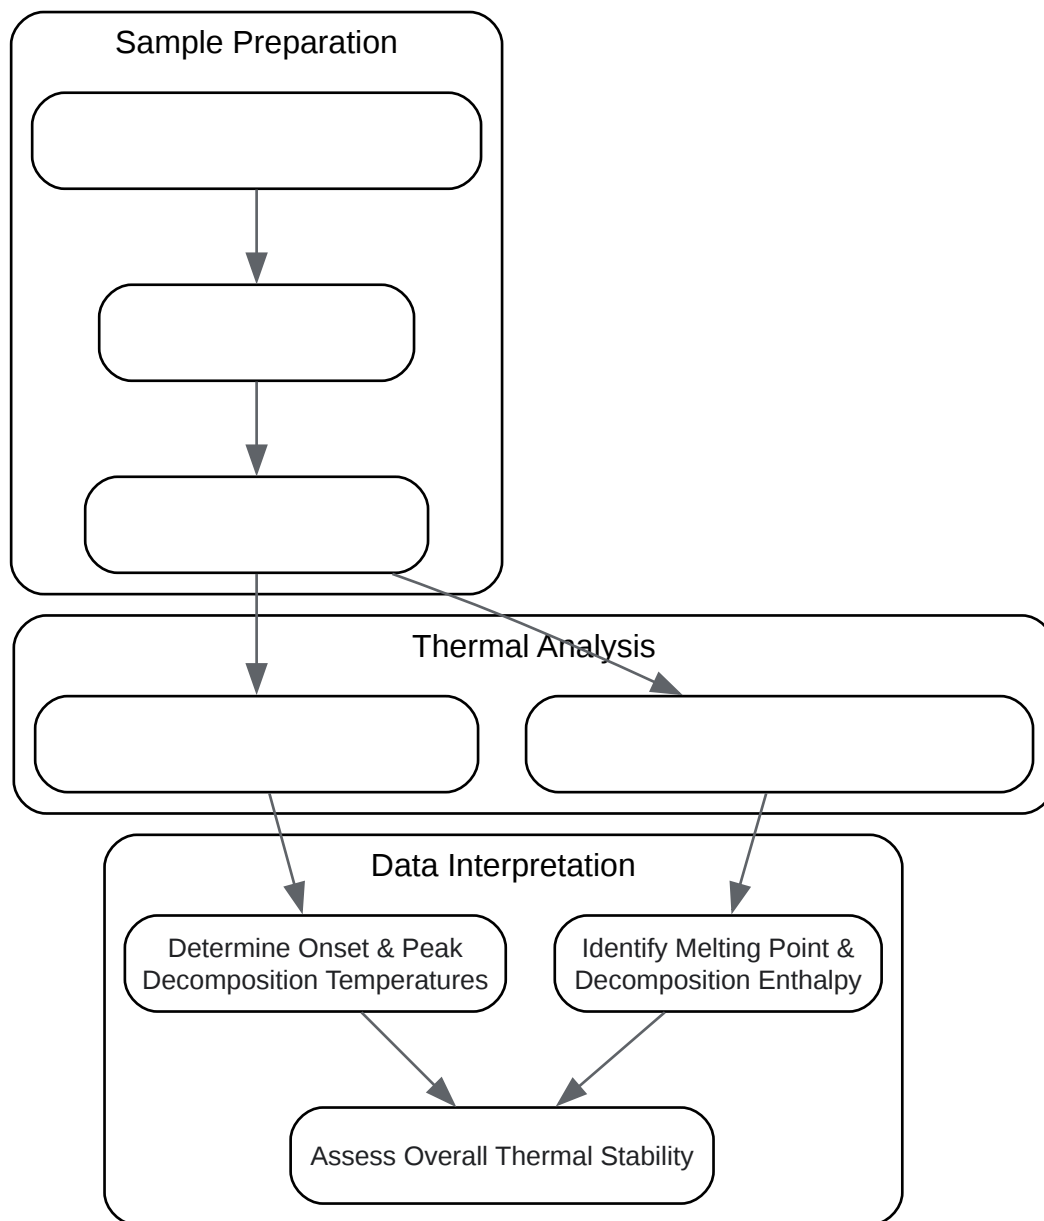 Sample Preparation
Thermal Analysis
Data Interpretation
Determine Onset & Peak
Decomposition Temperatures
Identify Melting Point &
Decomposition Enthalpy
Assess Overall Thermal Stability